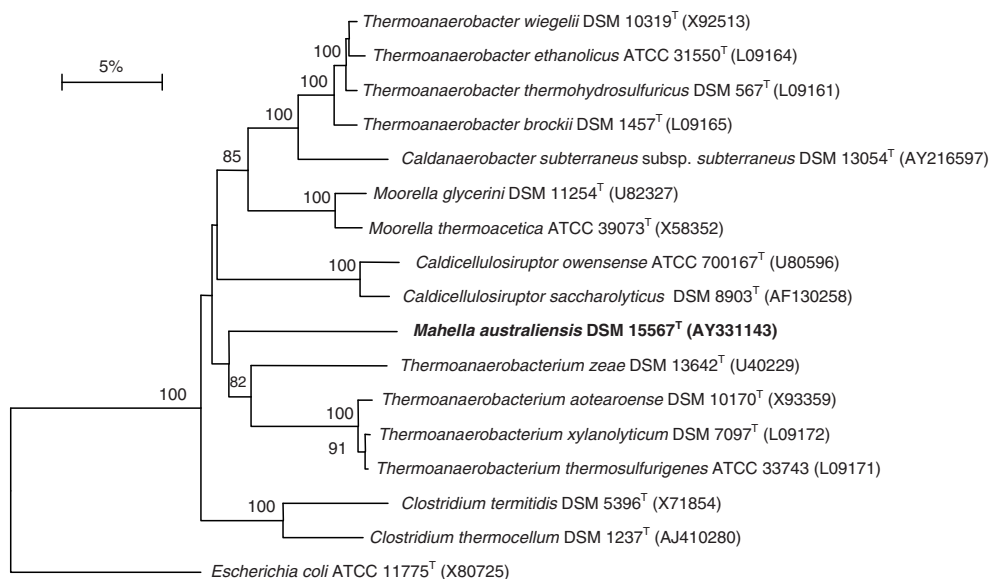 Thermoanaerobacter wiegelii DSM 10319T (X92513)
100
Thermoanaerobacter ethanolicus ATCC 31550T (L09164)
5%
100
Thermoanaerobacter thermohydrosulfuricus DSM 567T (L09161)
100
Thermoanaerobacter brockii DSM 1457T (L09165)
85
Caldanaerobacter subterraneus subsp. subterraneus DSM 13054T (AY216597)
100
Moorella glycerini DSM 11254T (U82327)
Moorella thermoacetica ATCC 39073T (X58352)
100
Caldicellulosiruptor owensense ATCC 700167T (U80596)
Caldicellulosiruptor saccharolyticus DSM 8903T (AF130258)
Mahella australiensis DSM 15567T (AY331143)
Thermoanaerobacterium zeae DSM 13642T (U40229)
82
100
Thermoanaerobacterium aotearoense DSM 10170T (X93359)
100
Thermoanaerobacterium xylanolyticum DSM 7097T (L09172)
91
Thermoanaerobacterium thermosulfurigenes ATCC 33743 (L09171)
100
Clostridium termitidis DSM 5396T (X71854)
Clostridium thermocellum DSM 1237T (AJ410280)
Escherichia coli ATCC 11775T (X80725)